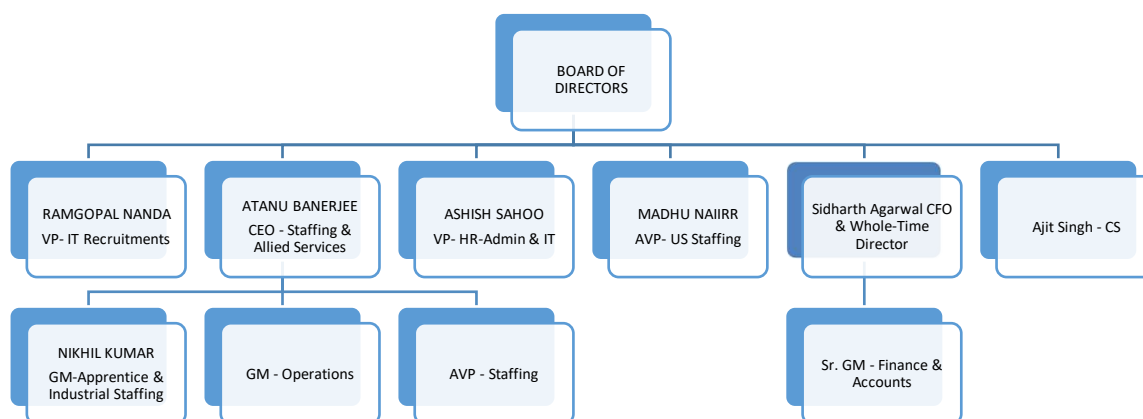 BOARD OF
DIRECTORS
RAMGOPAL NANDA
VP- IT Recruitments
ATANU BANERJEE
CEO - Staffing &
Allied Services
ASHISH SAHOO
VP- HR-Admin & IT
MADHU NAIIRR
AVP- US Staffing
Sidharth Agarwal CFO
& Whole-Time
Director
Ajit Singh - CS
NIKHIL KUMAR
GM-Apprentice &
Industrial Staffing
GM - Operations
AVP - Staffing
Sr. GM - Finance &
Accounts